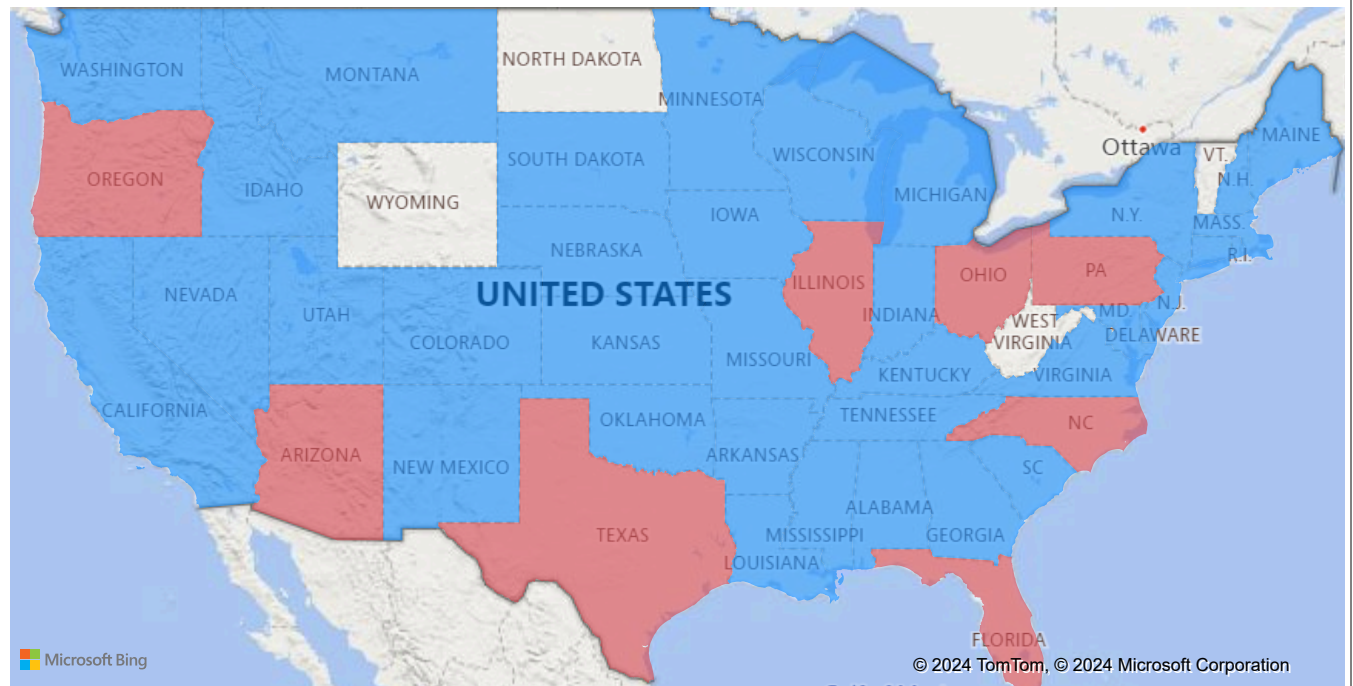 WASHINGTON
MONTANA
NORTH DAKOTA
MINNESOTA
MAINE
Ottawa
VT.
N.H.
SOUTH DAKOTA
WISCONSIN
OREGON
IDAHO
WYOMING
MICHIGAN
IOWA
N.Y.
MASS.
R.I.
NEBRASKA
NEVADA
UTAH
UNITED STATES
ILLINOIS
OHIO
PA
INDIANA
WEST
VIRGINIA
MD
N.J.
DELAWARE
COLORADO
KANSAS
MISSOURI
KENTUCKY
VIRGINIA
CALIFORNIA
ARIZONA
NEW MEXICO
OKLAHOMA
ARKANSAS
TENNESSEE
NC
SC
TEXAS
LOUISIANA
MISSISSIPPI
ALABAMA
GEORGIA
FLORIDA
Microsoft Bing
© 2024 TomTom, © 2024 Microsoft Corporation